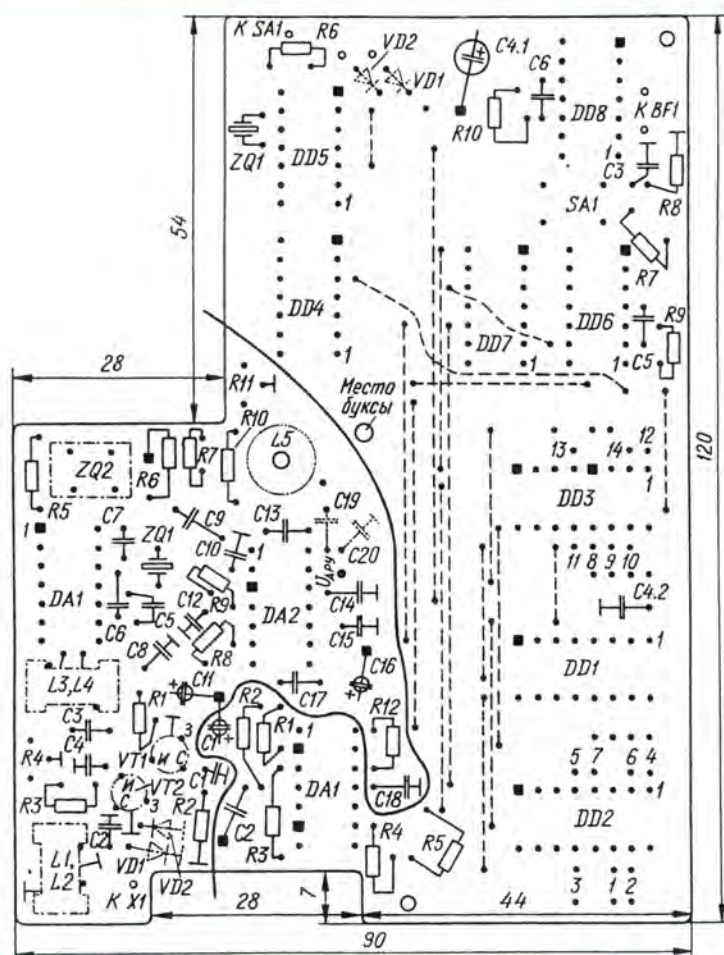 K SA1
R6
VD2
VD1
C4.1
C6
R10
DD8
K BF1
ZQ1
DD5
1
1
C3
R8
SA1
R7
54
DD4
DD7
DD6
R9
1
1
1
C5
28
R11
Место
буксы
120
R10
L5
13
14
12
ZQ2
R6
R7
1
R5
C19
DD3
1
C7
C9
C13
C20
ZQ1
C10
1
Uару
11
8
9
10
DA1
R9
DA2
C14
C4.2
C6
C5
C12
C15
1
C8
R8
C16
DD1
L3, L4
C11
C17
R1
R2
R12
C3
3
C1
R1
1
R4
C4
VT1
И С
5
7
6
4
И
VT2
C1
DA1
C18
1
R3
С
3
R2
C2
DD2
C2
R3
R4
R5
L1,
L2
VD1
VD2
7
3
1
2
K X1
28
44
90